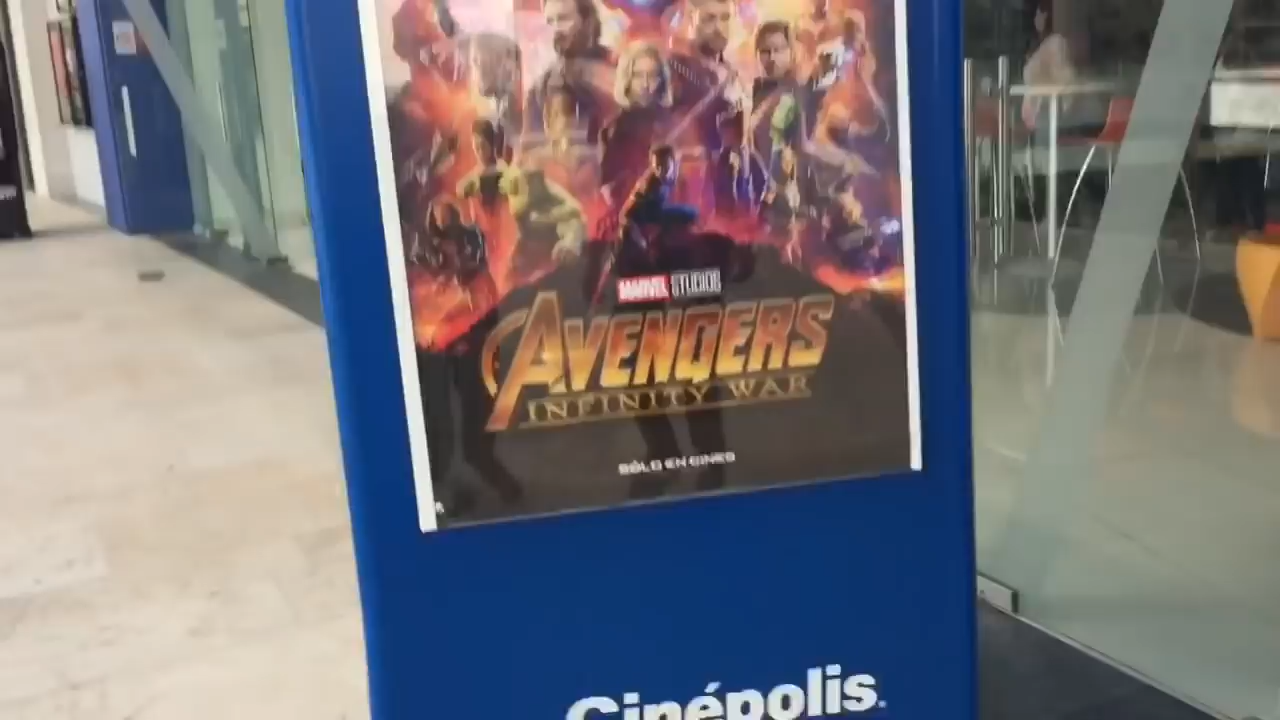 MARVEL STUDIOS
AVENGERS
INFINITY WAR
SÓLO EN CINES
Cinépolis.